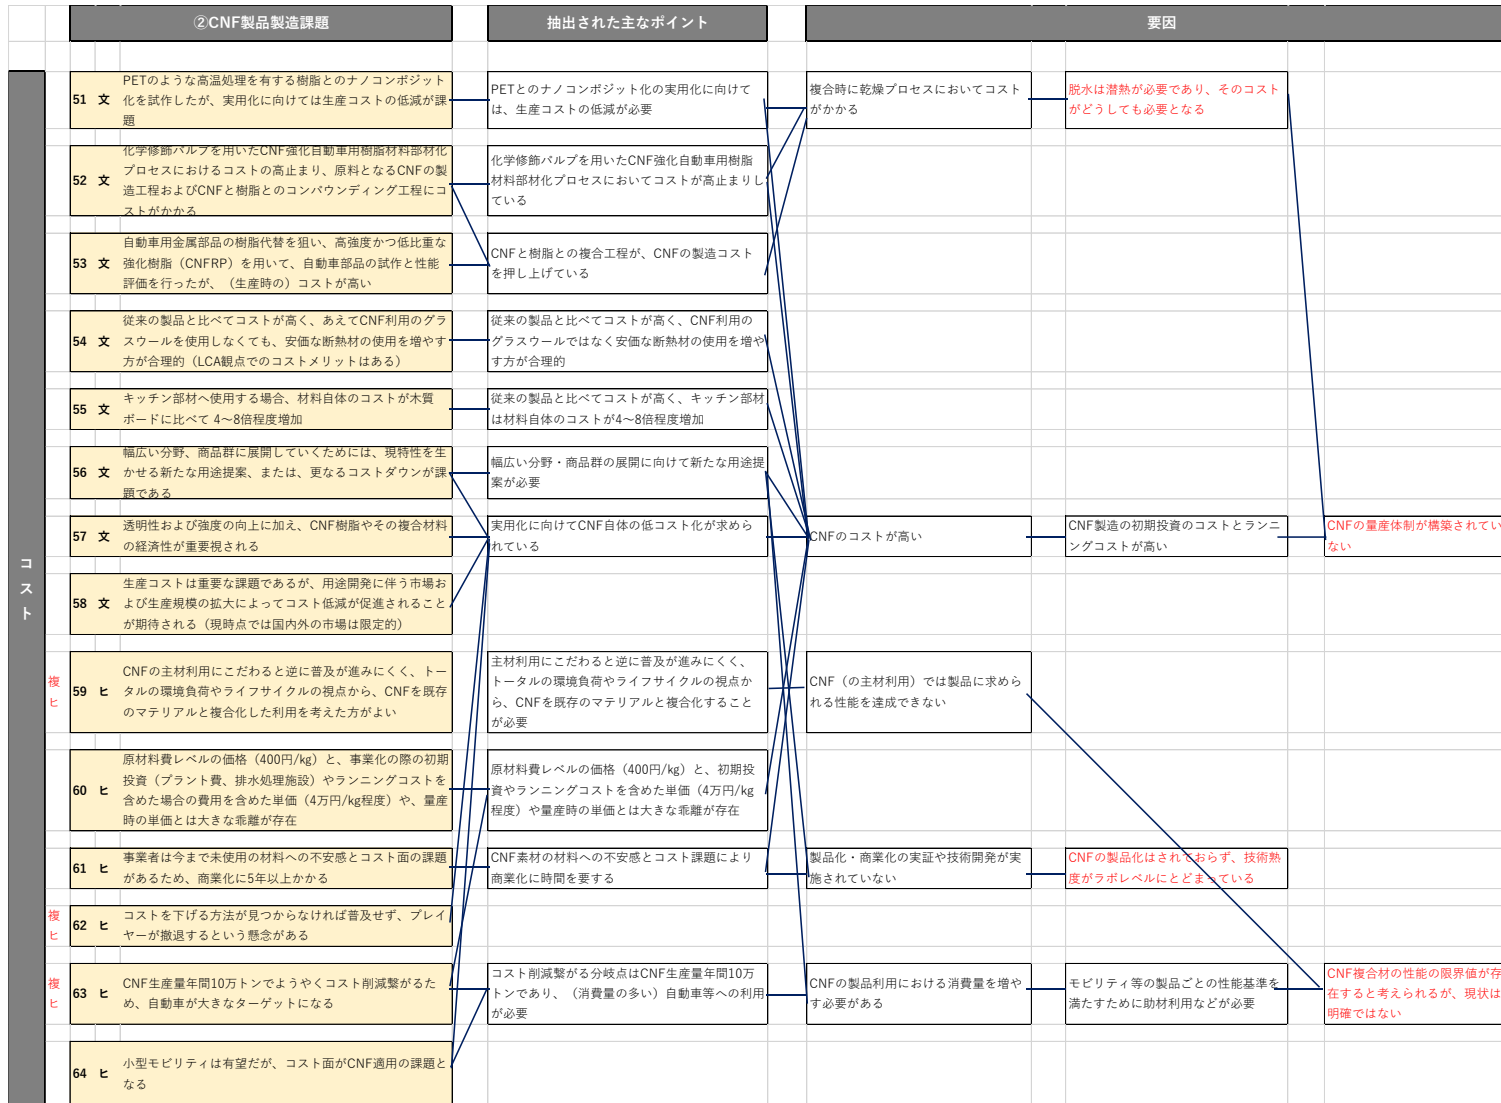 ②CNF製品製造課題
抽出された主なポイント
要因
コスト
51 文
PETのような高温処理を有する樹脂とのナノコンポジット
化を試作したが、実用化に向けては生産コストの低減が課
題
PETとのナノコンポジット化の実用化に向けて
は、生産コストの低減が必要
複合時に乾燥プロセスにおいてコスト
がかかる
脱水は潜熱が必要であり、そのコスト
がどうしても必要となる
52 文
化学修飾パルプを用いたCNF強化自動車用樹脂材料部材化
プロセスにおけるコストの高止まり、原料となるCNFの製
造工程およびCNFと樹脂とのコンパウンディング工程にコ
ストがかかる
化学修飾パルプを用いたCNF強化自動車用樹脂
材料部材化プロセスにおいてコストが高止まりし
ている
53 文
自動車用金属部品の樹脂代替を狙い、高強度かつ低比重な
強化樹脂（CNFRP）を用いて、自動車部品の試作と性能
評価を行ったが、（生産時の）コストが高い
CNFと樹脂との複合工程が、CNFの製造コスト
を押し上げている
54 文
従来の製品と比べてコストが高く、あえてCNF利用のグラ
スウールを使用しなくても、安価な断熱材の使用を増やす
方が合理的（LCA観点でのコストメリットはある）
従来の製品と比べてコストが高く、CNF利用の
グラスウールではなく安価な断熱材の使用を増や
す方が合理的
55 文
キッチン部材へ使用する場合、材料自体のコストが木質
ボードに比べて 4～8倍程度増加
従来の製品と比べてコストが高く、キッチン部材
は材料自体のコストが4～8倍程度増加
56 文
幅広い分野、商品群に展開していくためには、現特性を生
かせる新たな用途提案、または、更なるコストダウンが課
題である
幅広い分野・商品群の展開に向けて新たな用途提
案が必要
57 文
透明性および強度の向上に加え、CNF樹脂やその複合材料
の経済性が重要視される
実用化に向けてCNF自体の低コスト化が求めら
れている
CNFのコストが高い
CNF製造の初期投資のコストとランニ
ングコストが高い
CNFの量産体制が構築されてい
ない
58 文
生産コストは重要な課題であるが、用途開発に伴う市場お
よび生産規模の拡大によってコスト低減が促進されること
が期待される（現時点では国内外の市場は限定的）
複
ヒ
59 ヒ
CNFの主材利用にこだわると逆に普及が進みにくく、トー
タルの環境負荷やライフサイクルの視点から、CNFを既存
のマテリアルと複合化した利用を考えた方がよい
主材利用にこだわると逆に普及が進みにくく、
トータルの環境負荷やライフサイクルの視点か
ら、CNFを既存のマテリアルと複合化すること
が必要
CNF（の主材利用）では製品に求めら
れる性能を達成できない
60 ヒ
原材料費レベルの価格（400円/kg）と、事業化の際の初期
投資（プラント費、排水処理施設）やランニングコストを
含めた場合の費用を含めた単価（4万円/kg程度）や、量産
時の単価とは大きな乖離が存在
原材料費レベルの価格（400円/kg）と、初期投
資やランニングコストを含めた単価（4万円/kg
程度）や量産時の単価とは大きな乖離が存在
61 ヒ
事業者は今まで未使用の材料への不安感とコスト面の課題
があるため、商業化に5年以上かかる
CNF素材の材料への不安感とコスト課題により
商業化に時間を要する
製品化・商業化の実証や技術開発が実
施されていない
CNFの製品化はされておらず、技術熟
度がラボレベルにとどまっている
複
ヒ
62 ヒ
コストを下げる方法が見つからなければ普及せず、プレイ
ヤーが撤退するという懸念がある
複
ヒ
63 ヒ
CNF生産量年間10万トンでようやくコスト削減繋がるた
め、自動車が大きなターゲットになる
コスト削減繋がる分岐点はCNF生産量年間10万
トンであり、（消費量の多い）自動車等への利用
が必要
CNFの製品利用における消費量を増や
す必要がある
モビリティ等の製品ごとの性能基準を
満たすために助材利用などが必要
CNF複合材の性能の限界値が存
在すると考えられるが、現状は
明確ではない
64 ヒ
小型モビリティは有望だが、コスト面がCNF適用の課題と
なる